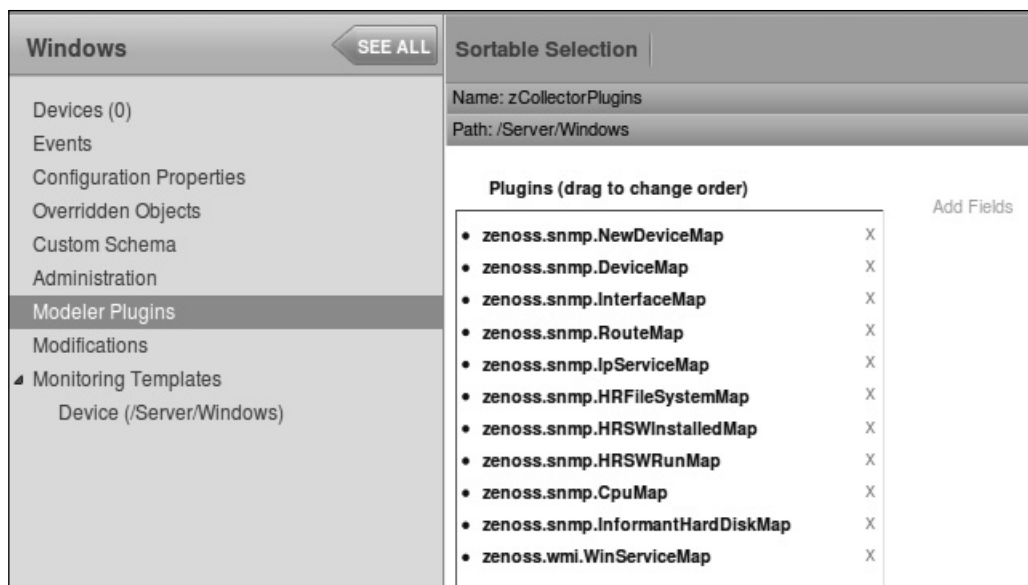 Windows
SEE ALL
Devices (0)
Events
Configuration Properties
Overridden Objects
Custom Schema
Administration
Modeler Plugins
Modifications
Monitoring Templates
Device (/Server/Windows)
Sortable Selection
Name: zCollectorPlugins
Path: /Server/Windows
Plugins (drag to change order)
Add Fields
• zenoss.snmp.NewDeviceMap X
• zenoss.snmp.DeviceMap X
• zenoss.snmp.InterfaceMap X
• zenoss.snmp.RouteMap X
• zenoss.snmp.IpServiceMap X
• zenoss.snmp.HRFileSystemMap X
• zenoss.snmp.HRSWInstalledMap X
• zenoss.snmp.HRSWRunMap X
• zenoss.snmp.CpuMap X
• zenoss.snmp.InformantHardDiskMap X
• zenoss.wmi.WinServiceMap X